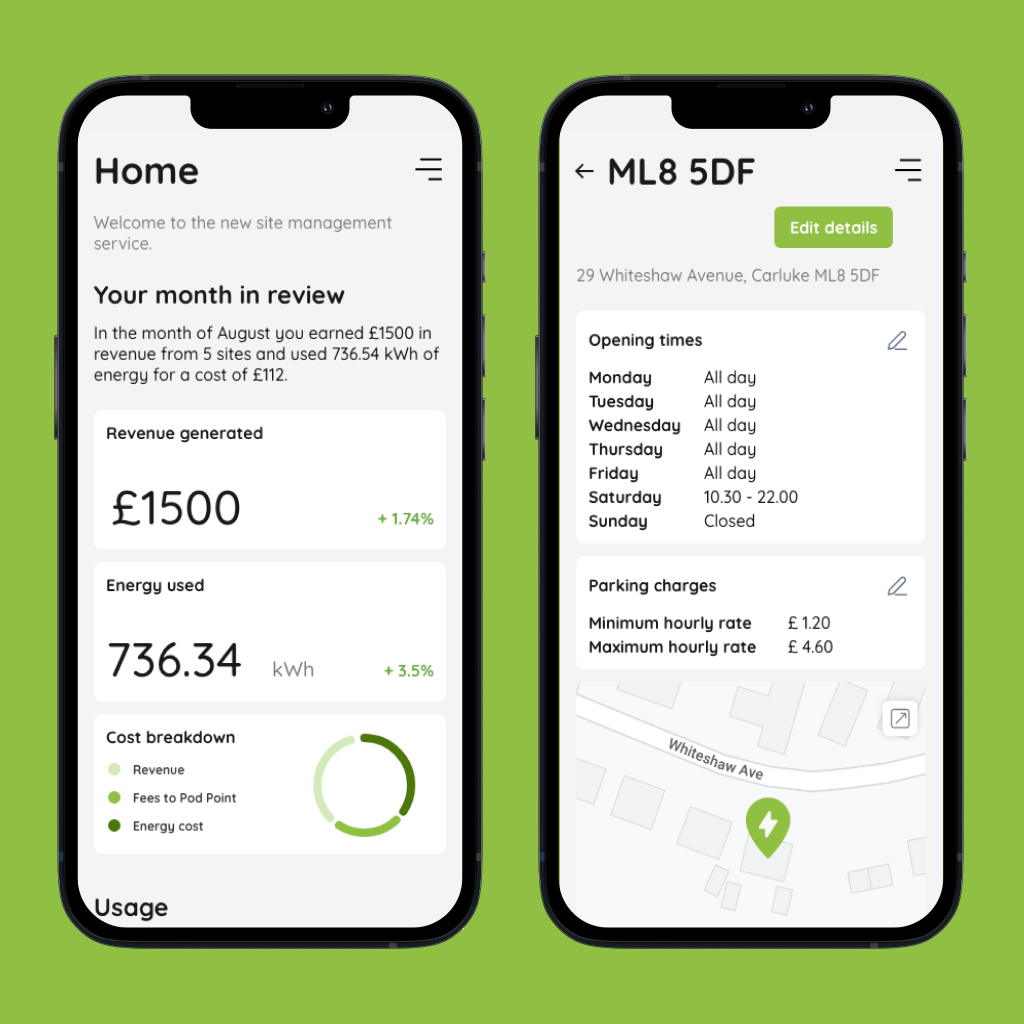 Home
Welcome to the new site management
service.
Your month in review
In the month of August you earned £1500 in
revenue from 5 sites and used 736.54 kWh of
energy for a cost of £112.
Revenue generated
£1500
+ 1.74%
Energy used
736.34 kWh
+ 3.5%
Cost breakdown
Revenue
Fees to Pod Point
Energy cost
Usage
ML8 5DF
Edit details
29 Whiteshaw Avenue, Carluke ML8 5DF
Opening times
Monday All day
Tuesday All day
Wednesday All day
Thursday All day
Friday All day
Saturday 10.30 - 22.00
Sunday Closed
Parking charges
Minimum hourly rate £ 1.20
Maximum hourly rate £ 4.60
Whiteshaw Ave